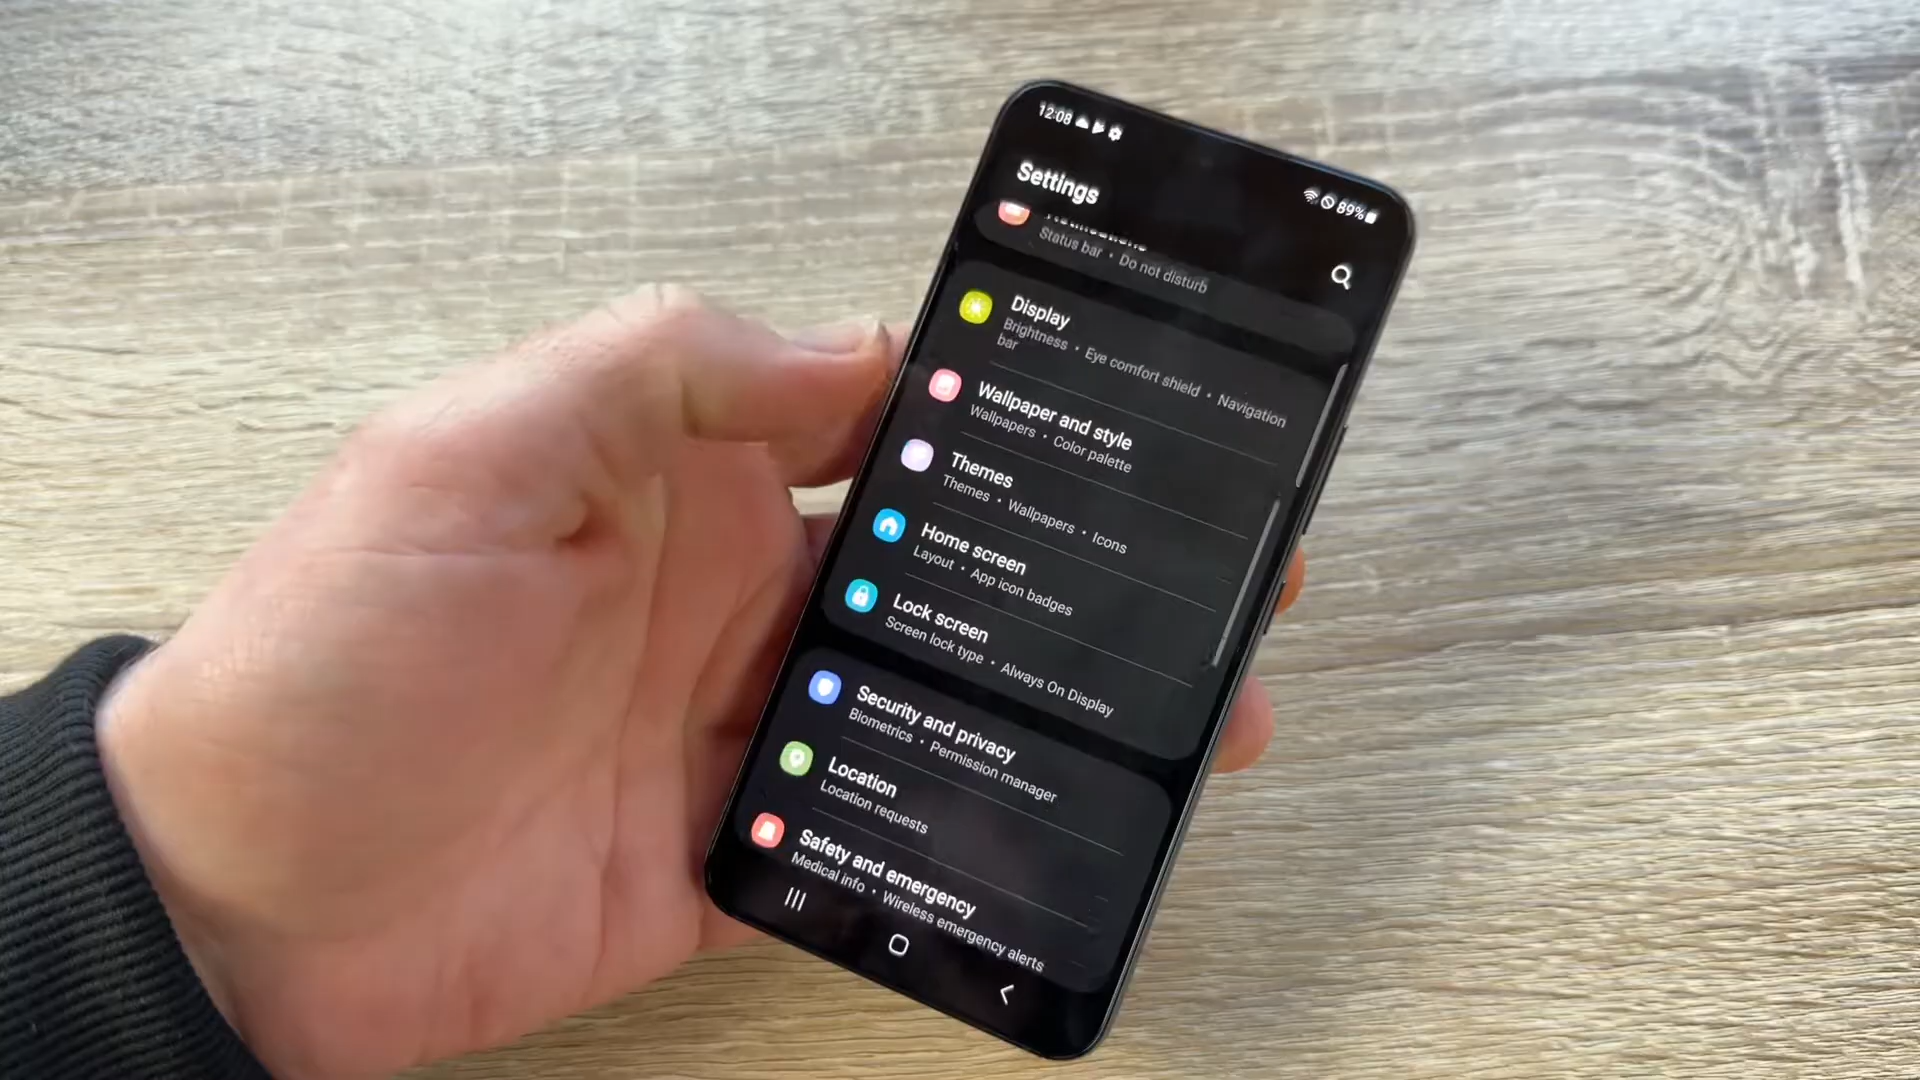 12:08
89%
Settings
Notifications
Status bar • Do not disturb
Display
Brightness • Eye comfort shield • Navigation
bar
Wallpaper and style
Wallpapers • Color palette
Themes
Themes • Wallpapers • Icons
Home screen
Layout • App icon badges
Lock screen
Screen lock type • Always On Display
Security and privacy
Biometrics • Permission manager
Location
Location requests
Safety and emergency
Medical info • Wireless emergency alerts